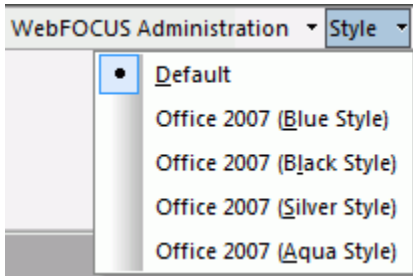 WebFOCUS Administration Style
Default
Office 2007 (Blue Style)
Office 2007 (Black Style)
Office 2007 (Silver Style)
Office 2007 (Aqua Style)